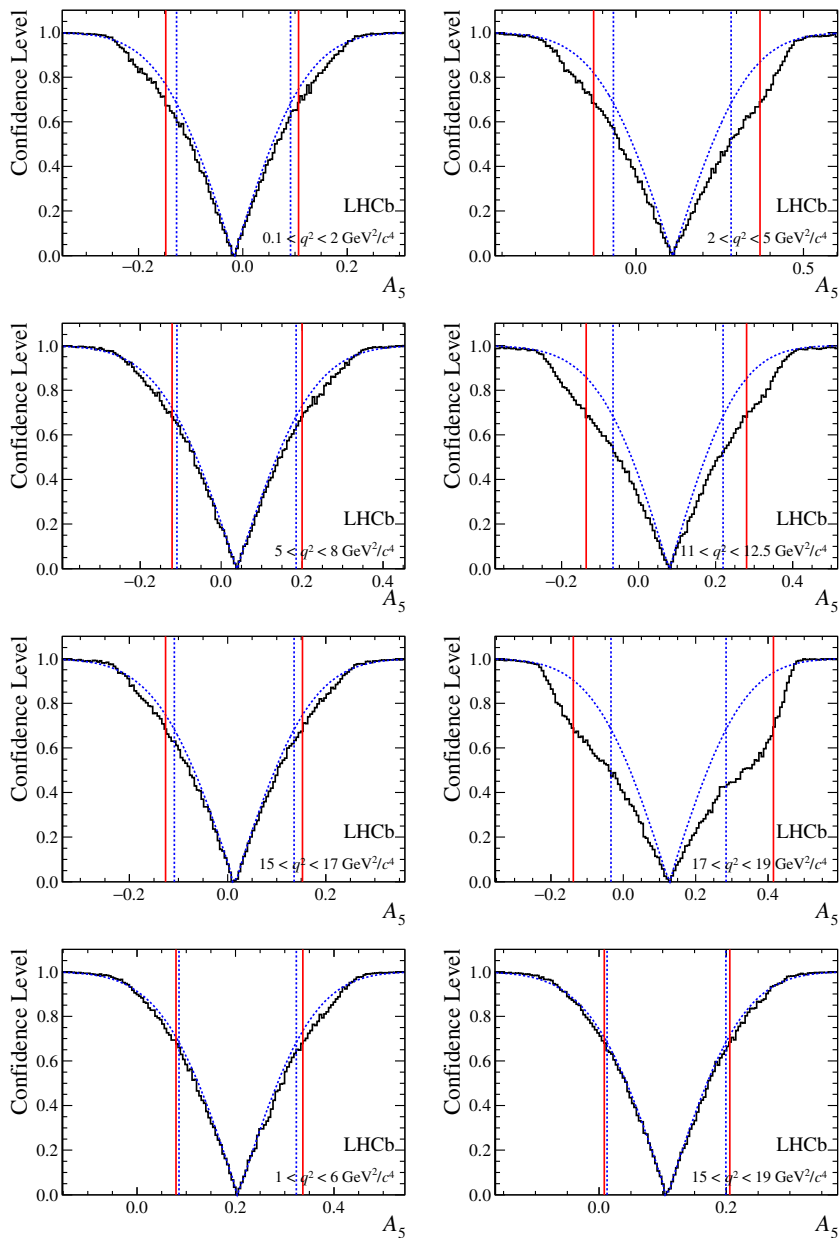 Confidence Level
1.0
0.8
0.6
0.4
0.2
0.0
LHCb
0.1 < q² < 2 GeV²/c⁴
−0.2 0.0 0.2
A₅
Confidence Level
1.0
0.8
0.6
0.4
0.2
0.0
LHCb
2 < q² < 5 GeV²/c⁴
0.0 0.5
A₅
Confidence Level
1.0
0.8
0.6
0.4
0.2
0.0
LHCb
5 < q² < 8 GeV²/c⁴
−0.2 0.0 0.2 0.4
A₅
Confidence Level
1.0
0.8
0.6
0.4
0.2
0.0
LHCb
11 < q² < 12.5 GeV²/c⁴
−0.2 0.0 0.2 0.4
A₅
Confidence Level
1.0
0.8
0.6
0.4
0.2
0.0
LHCb
15 < q² < 17 GeV²/c⁴
−0.2 0.0 0.2
A₅
Confidence Level
1.0
0.8
0.6
0.4
0.2
0.0
LHCb
17 < q² < 19 GeV²/c⁴
−0.2 0.0 0.2 0.4
A₅
Confidence Level
1.0
0.8
0.6
0.4
0.2
0.0
LHCb
1 < q² < 6 GeV²/c⁴
0.0 0.2 0.4
A₅
Confidence Level
1.0
0.8
0.6
0.4
0.2
0.0
LHCb
15 < q² < 19 GeV²/c⁴
0.0 0.2
A₅